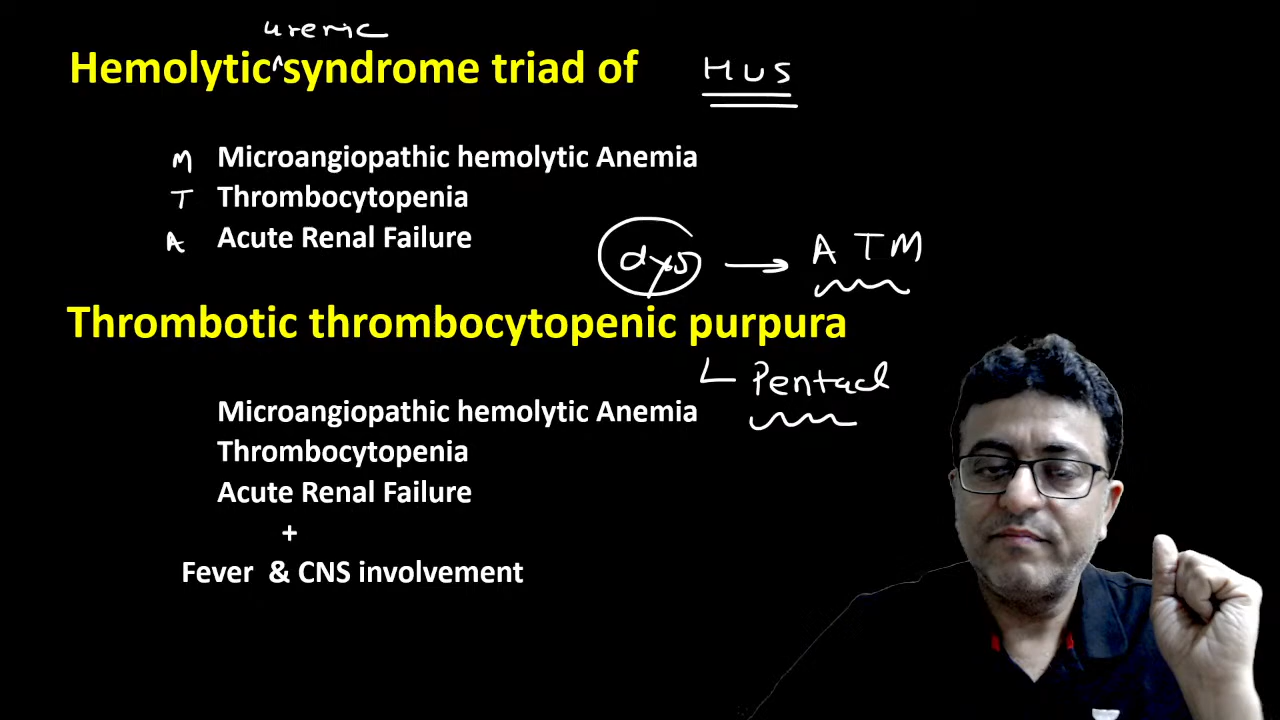 uremic
Hemolytic ^ syndrome triad of HUS
M Microangiopathic hemolytic Anemia
T Thrombocytopenia
A Acute Renal Failure
dys → ATM
Thrombotic thrombocytopenic purpura
Pentad
Microangiopathic hemolytic Anemia
Thrombocytopenia
Acute Renal Failure
+
Fever & CNS involvement